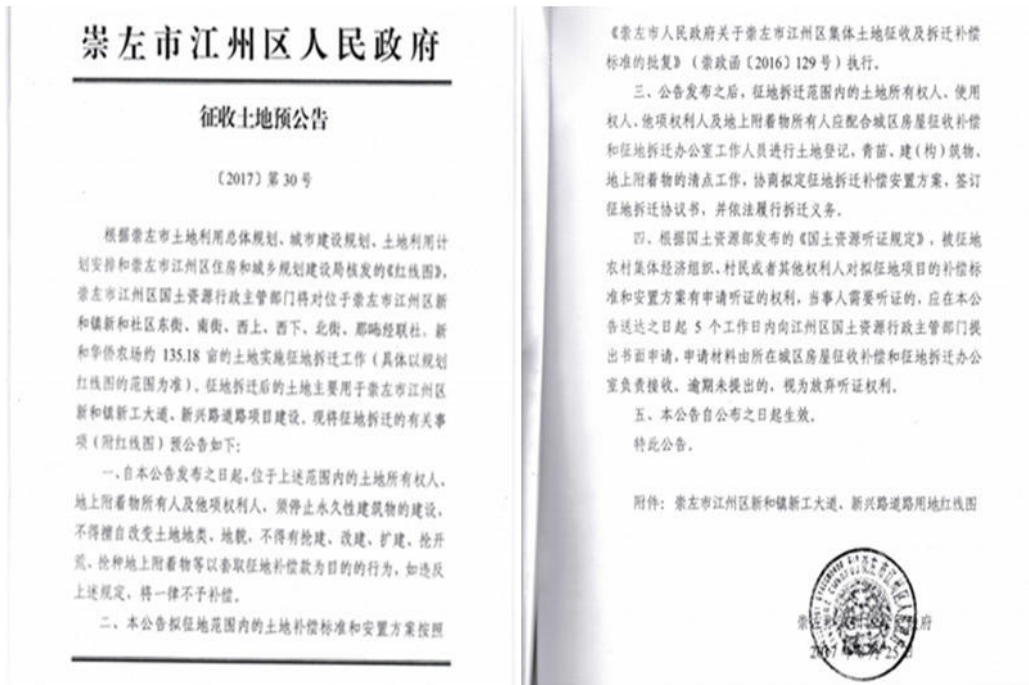 崇左市江州区人民政府
征收土地预公告
〔2017〕第 30 号
根据崇左市土地利用总体规划、城市建设规划、土地利用计
划安排和崇左市江州区住房和城乡规划建设局核发的《红线图》,
崇左市江州区国土资源行政主管部门将对位于崇左市江州区新
和镇新和社区东街、南街、西上、西下、北街、那 经联社、新
和华侨农场约 135.18 亩的土地实施征地拆迁工作(具体以规划
红线图的范围为准)。征地拆迁后的土地主要用于崇左市江州区
新和镇新工大道、新兴路道路项目建设。现将征地拆迁的有关事
项(附红线图)预公告如下:
一、自本公告发布之日起,位于上述范围内的土地所有权人、
地上附着物所有人及他项权利人、须停止永久性建筑物的建设,
不得擅自改变土地地类、地貌,不得有抢建、改建、扩建、抢开
荒、抢种地上附着物等以套取征地补偿款为目的的行为,如违反
上述规定,将一律不予补偿。
二、本公告拟征地范围内的土地补偿标准和安置方案按照
《崇左市人民政府关于崇左市江州区集体土地征收及拆迁补偿
标准的批复》(崇政函〔2016〕129 号)执行。
三、公告发布之后,征地拆迁范围内的土地所有权人、使用
权人、他项权利人及地上附着物所有人应配合城区房屋征收补偿
和征地拆迁办公室工作人员进行土地登记,青苗、建(构)筑物、
地上附着物的清点工作,协商拟定征地拆迁补偿安置方案,签订
征地拆迁协议书,并依法履行拆迁义务。
四、根据国土资源部发布的《国土资源听证规定》,被征地
农村集体经济组织、村民或者其他权利人对拟征地项目的补偿标
准和安置方案有申请听证的权利,当事人需要听证的,应在本公
告送达之日起 5 个工作日内向江州区国土资源行政主管部门提
出书面申请,申请材料由所在城区房屋征收补偿和征地拆迁办公
室负责接收。逾期未提出的,视为放弃听证权利。
五、本公告自公布之日起生效。
特此公告。
附件:崇左市江州区新和镇新工大道、新兴路道路用地红线图
崇左市江州区人民政府
2017 年 月 25 日